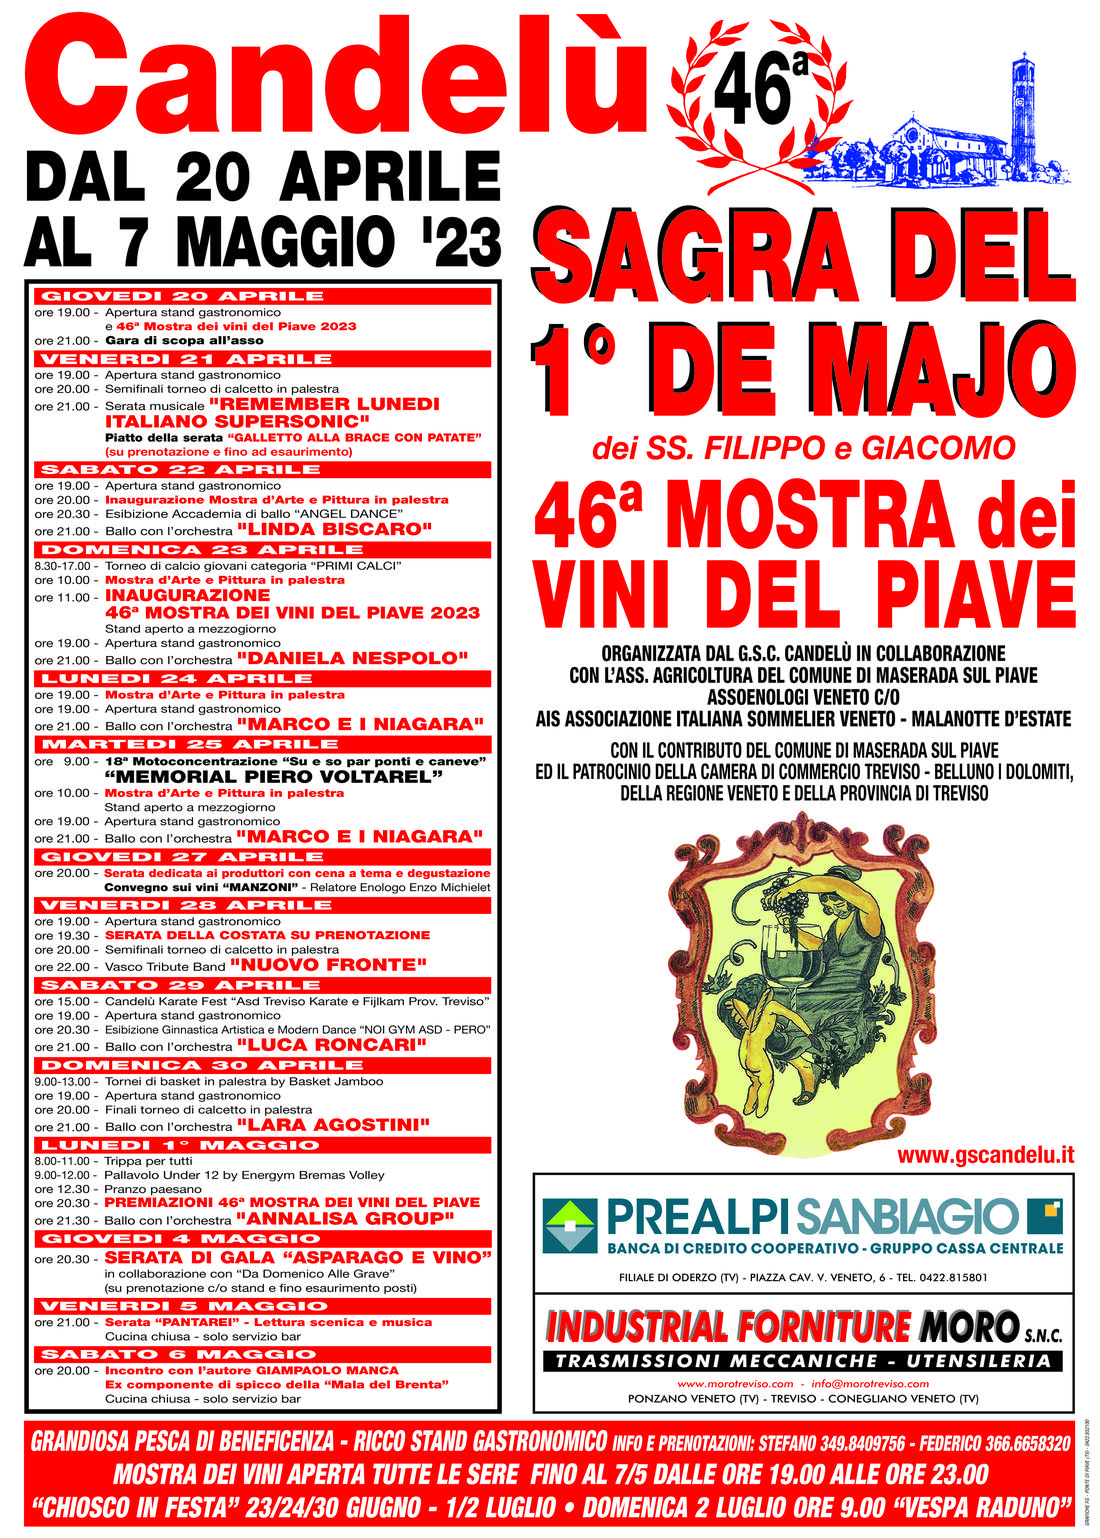 Candelù
46ª
DAL 20 APRILE
AL 7 MAGGIO '23
GIOVEDI 20 APRILE
ore 19.00 - Apertura stand gastronomico
e 46ª Mostra dei vini del Piave 2023
ore 21.00 - Gara di scopa all'asso
VENERDI 21 APRILE
ore 19.00 - Apertura stand gastronomico
ore 20.00 - Semifinali torneo di calcetto in palestra
ore 21.00 - Serata musicale "REMEMBER LUNEDI
ITALIANO SUPERSONIC"
Piatto della serata “GALLETTO ALLA BRACE CON PATATE”
(su prenotazione e fino ad esaurimento)
SABATO 22 APRILE
ore 19.00 - Apertura stand gastronomico
ore 20.00 - Inaugurazione Mostra d'Arte e Pittura in palestra
ore 20.30 - Esibizione Accademia di ballo “ANGEL DANCE”
ore 21.00 - Ballo con l'orchestra "LINDA BISCARO"
DOMENICA 23 APRILE
8.30-17.00 - Torneo di calcio giovani categoria “PRIMI CALCI”
ore 10.00 - Mostra d'Arte e Pittura in palestra
ore 11.00 - INAUGURAZIONE
46ª MOSTRA DEI VINI DEL PIAVE 2023
Stand aperto a mezzogiorno
ore 19.00 - Apertura stand gastronomico
ore 21.00 - Ballo con l'orchestra "DANIELA NESPOLO"
LUNEDI 24 APRILE
ore 19.00 - Mostra d'Arte e Pittura in palestra
ore 19.00 - Apertura stand gastronomico
ore 21.00 - Ballo con l'orchestra "MARCO E I NIAGARA"
MARTEDI 25 APRILE
ore 9.00 - 18ª Motoconcentrazione “Su e so par ponti e caneve”
“MEMORIAL PIERO VOLTAREL”
ore 10.00 - Mostra d'Arte e Pittura in palestra
Stand aperto a mezzogiorno
ore 19.00 - Apertura stand gastronomico
ore 21.00 - Ballo con l'orchestra "MARCO E I NIAGARA"
GIOVEDI 27 APRILE
ore 20.00 - Serata dedicata ai produttori con cena a tema e degustazione
Convegno sui vini “MANZONI” - Relatore Enologo Enzo Michielet
VENERDI 28 APRILE
ore 19.00 - Apertura stand gastronomico
ore 19.30 - SERATA DELLA COSTATA SU PRENOTAZIONE
ore 20.00 - Semifinali torneo di calcetto in palestra
ore 22.00 - Vasco Tribute Band "NUOVO FRONTE"
SABATO 29 APRILE
ore 15.00 - Candelù Karate Fest “Asd Treviso Karate e Fijlkam Prov. Treviso”
ore 19.00 - Apertura stand gastronomico
ore 20.30 - Esibizione Ginnastica Artistica e Modern Dance “NOI GYM ASD - PERO”
ore 21.00 - Ballo con l'orchestra "LUCA RONCARI"
DOMENICA 30 APRILE
9.00-13.00 - Tornei di basket in palestra by Basket Jamboo
ore 19.00 - Apertura stand gastronomico
ore 20.00 - Finali torneo di calcetto in palestra
ore 21.00 - Ballo con l'orchestra "LARA AGOSTINI"
LUNEDI 1° MAGGIO
8.00-11.00 - Trippa per tutti
9.00-12.00 - Pallavolo Under 12 by Energym Bremas Volley
ore 12.30 - Pranzo paesano
ore 20.30 - PREMIAZIONI 46ª MOSTRA DEI VINI DEL PIAVE
ore 21.30 - Ballo con l'orchestra "ANNALISA GROUP"
GIOVEDI 4 MAGGIO
ore 20.30 - SERATA DI GALA “ASPARAGO E VINO”
in collaborazione con “Da Domenico Alle Grave”
(su prenotazione c/o stand e fino esaurimento posti)
VENERDI 5 MAGGIO
ore 21.00 - Serata “PANTAREI” - Lettura scenica e musica
Cucina chiusa - solo servizio bar
SABATO 6 MAGGIO
ore 20.00 - Incontro con l'autore GIAMPAOLO MANCA
Ex componente di spicco della “Mala del Brenta”
Cucina chiusa - solo servizio bar
SAGRA DEL
1° DE MAJO
dei SS. FILIPPO e GIACOMO
46ª MOSTRA dei
VINI DEL PIAVE
ORGANIZZATA DAL G.S.C. CANDELÙ IN COLLABORAZIONE
CON L'ASS. AGRICOLTURA DEL COMUNE DI MASERADA SUL PIAVE
ASSOENOLOGI VENETO C/O
AIS ASSOCIAZIONE ITALIANA SOMMELIER VENETO - MALANOTTE D'ESTATE
CON IL CONTRIBUTO DEL COMUNE DI MASERADA SUL PIAVE
ED IL PATROCINIO DELLA CAMERA DI COMMERCIO TREVISO - BELLUNO | DOLOMITI,
DELLA REGIONE VENETO E DELLA PROVINCIA DI TREVISO
www.gscandelu.it
PREALPI SANBIAGIO
BANCA DI CREDITO COOPERATIVO - GRUPPO CASSA CENTRALE
FILIALE DI ODERZO (TV) - PIAZZA CAV. V. VENETO, 6 - TEL. 0422.815801
INDUSTRIAL FORNITURE MORO S.N.C.
TRASMISSIONI MECCANICHE - UTENSILERIA
www.morotreviso.com - info@morotreviso.com
PONZANO VENETO (TV) - TREVISO - CONEGLIANO VENETO (TV)
GRANDIOSA PESCA DI BENEFICENZA - RICCO STAND GASTRONOMICO INFO E PRENOTAZIONI: STEFANO 349.8409756 - FEDERICO 366.6658320
MOSTRA DEI VINI APERTA TUTTE LE SERE FINO AL 7/5 DALLE ORE 19.00 ALLE ORE 23.00
“CHIOSCO IN FESTA” 23/24/30 GIUGNO - 1/2 LUGLIO • DOMENICA 2 LUGLIO ORE 9.00 “VESPA RADUNO”
GRAFICHE FG - PONTE DI PIAVE (TV) - 0422.852100